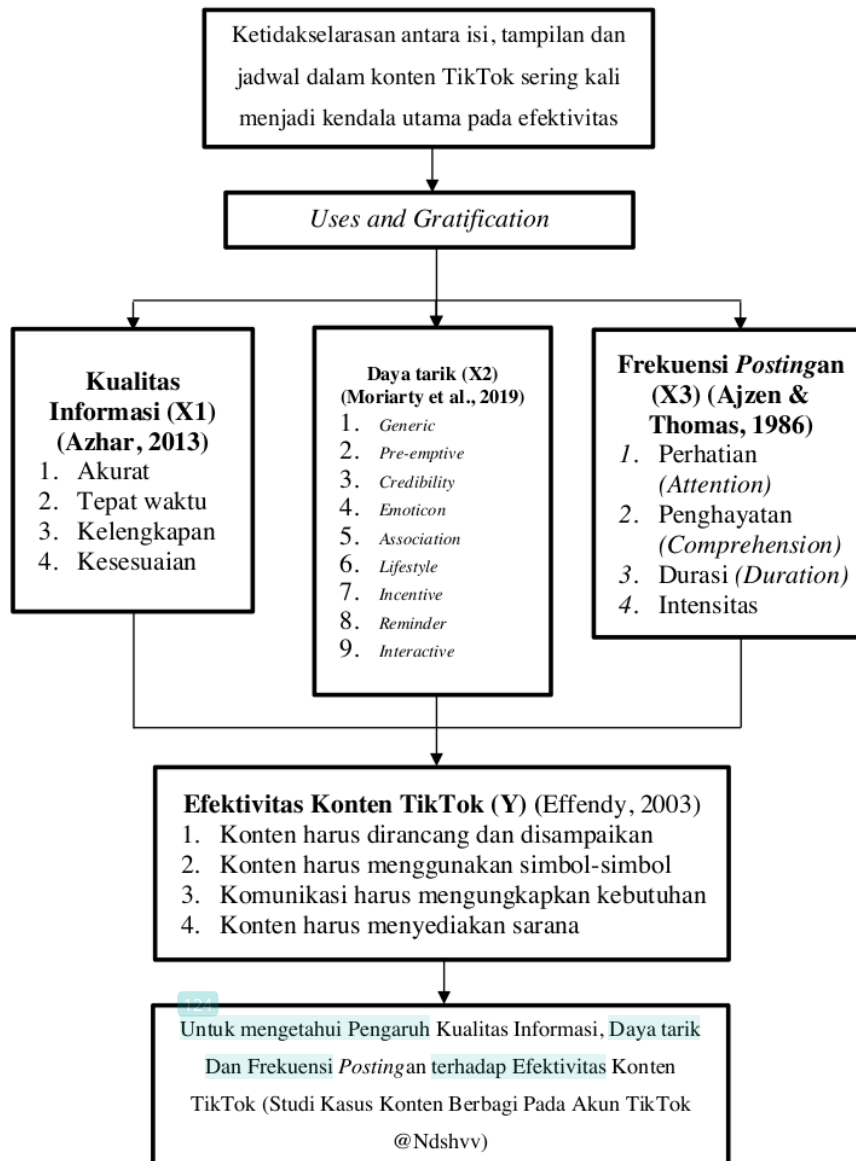 Ketidakselarasan antara isi, tampilan dan
jadwal dalam konten TikTok sering kali
menjadi kendala utama pada efektivitas
Uses and Gratification
Kualitas
Informasi (X1)
(Azhar, 2013)
1. Akurat
2. Tepat waktu
3. Kelengkapan
4. Kesesuaian
Daya tarik (X2)
(Moriarty et al., 2019)
1. Generic
2. Pre-emptive
3. Credibility
4. Emoticon
5. Association
6. Lifestyle
7. Incentive
8. Reminder
9. Interactive
Frekuensi Postingan
(X3) (Ajzen &
Thomas, 1986)
1. Perhatian
(Attention)
2. Penghayatan
(Comprehension)
3. Durasi (Duration)
4. Intensitas
Efektivitas Konten TikTok (Y) (Effendy, 2003)
1. Konten harus dirancang dan disampaikan
2. Konten harus menggunakan simbol-simbol
3. Komunikasi harus mengungkapkan kebutuhan
4. Konten harus menyediakan sarana
124
Untuk mengetahui Pengaruh Kualitas Informasi, Daya tarik
Dan Frekuensi Postingan terhadap Efektivitas Konten
TikTok (Studi Kasus Konten Berbagi Pada Akun TikTok
@Ndshvv)